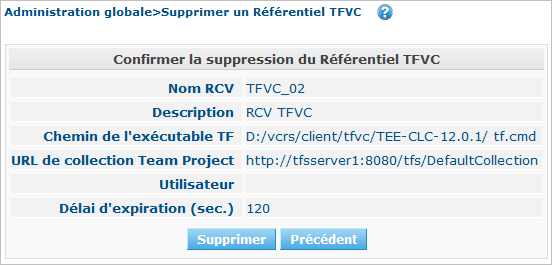 Administration globale>Supprimer un Référentiel TFVC ?
Confirmer la suppression du Référentiel TFVC
Nom RCV TFVC_02
Description RCV TFVC
Chemin de l'exécutable TF D:/vcrs/client/tfvc/TEE-CLC-12.0.1/ tf.cmd
URL de collection Team Project http://tfsserver1:8080/tfs/DefaultCollection
Utilisateur
Délai d'expiration (sec.) 120
Supprimer Précédent